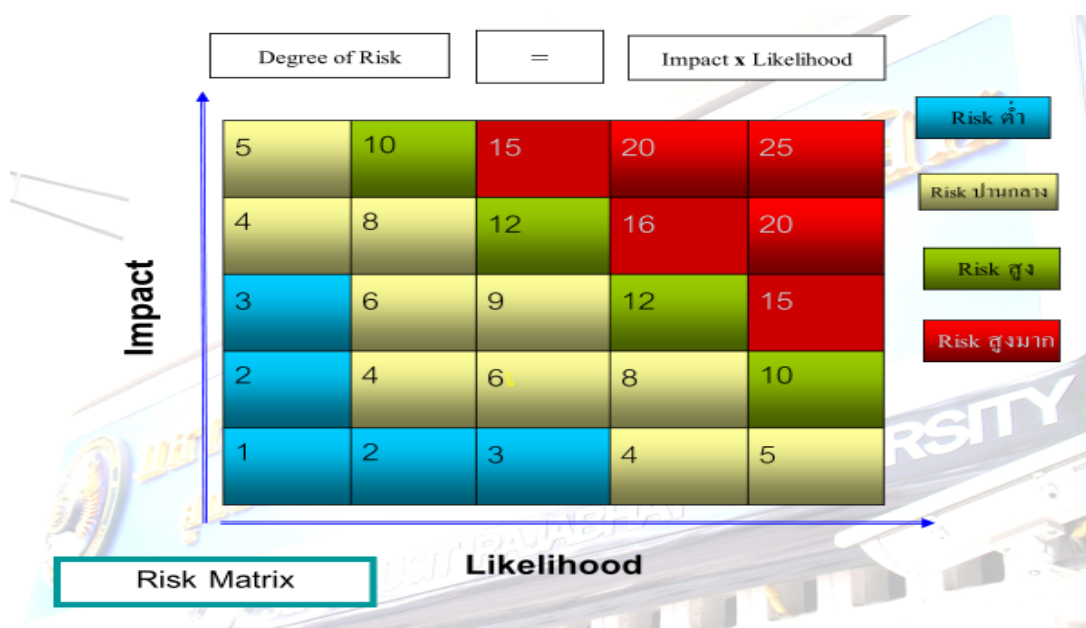 Degree of Risk = Impact x Likelihood
Risk ต่ำ
5 10 15 20 25
Risk ปานกลาง
4 8 12 16 20
Risk สูง
3 6 9 12 15
Risk สูงมาก
2 4 6 8 10
1 2 3 4 5
Impact
Likelihood
Risk Matrix
RSITY